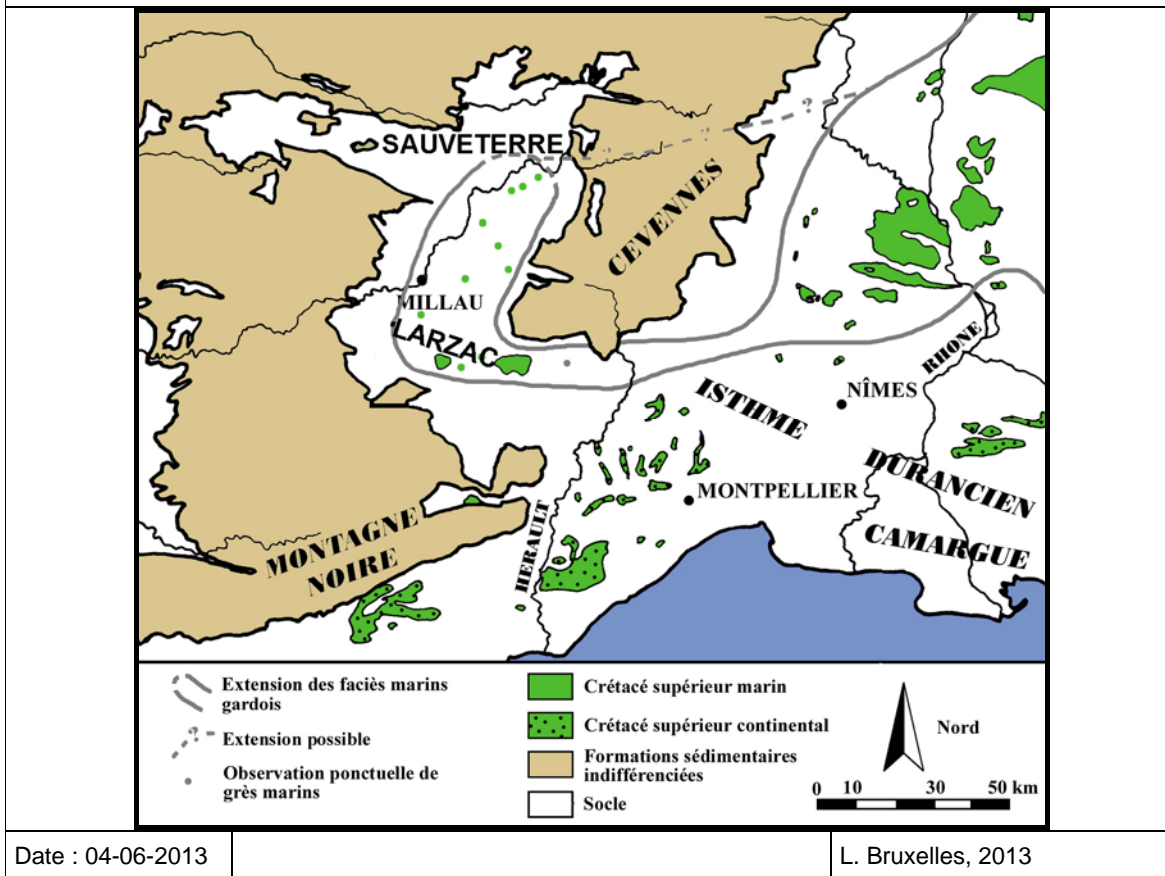 SAUVETERRE
CEVENNES
MILLAU
LARZAC
RHONE
ISTHME
NÎMES
DURANCIEN
MONTPELLIER
CAMARGUE
MONTAGNE
NOIRE
HERAULT
?
?
?
Extension des faciès marins
gardois
? Extension possible
Observation ponctuelle de
grès marins
Crétacé supérieur marin
Crétacé supérieur continental
Formations sédimentaires
indifférenciées
Socle
Nord
0 10 30 50 km
Date : 04-06-2013
L. Bruxelles, 2013